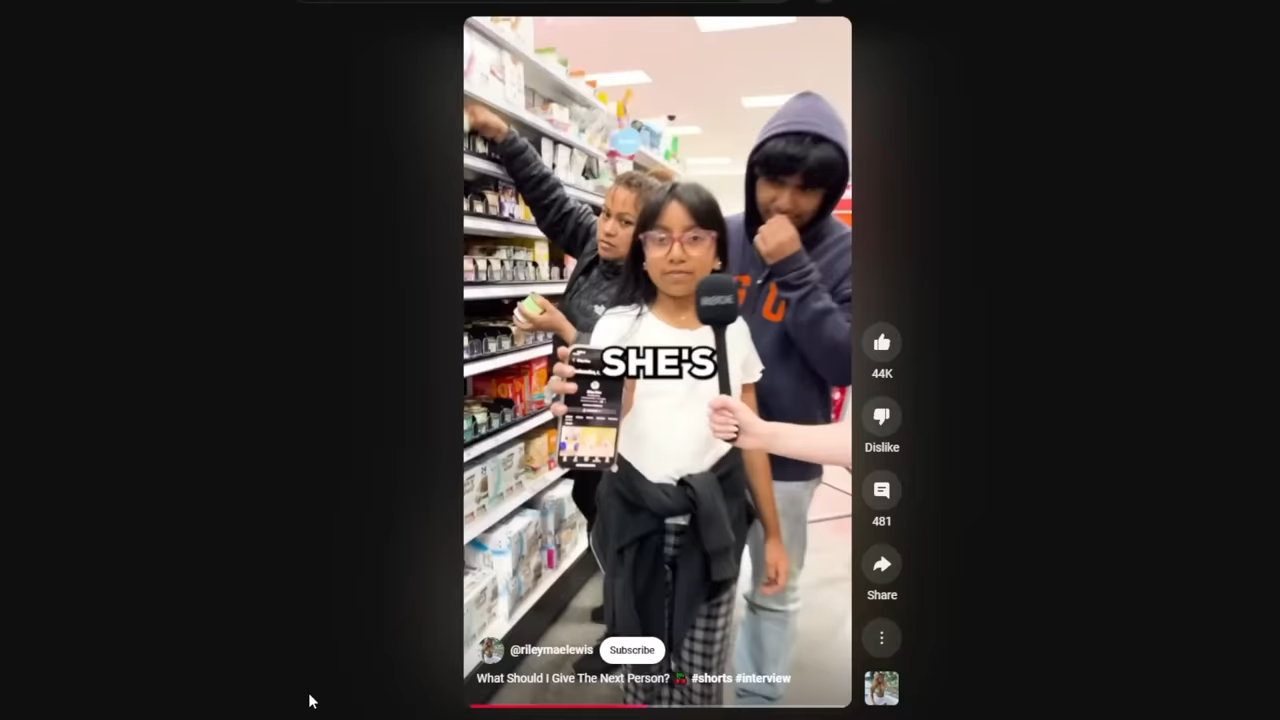 SHE'S
44K
Dislike
481
Share
@rileymaelewis
Subscribe
What Should I Give The Next Person? 🍒 #shorts #interview